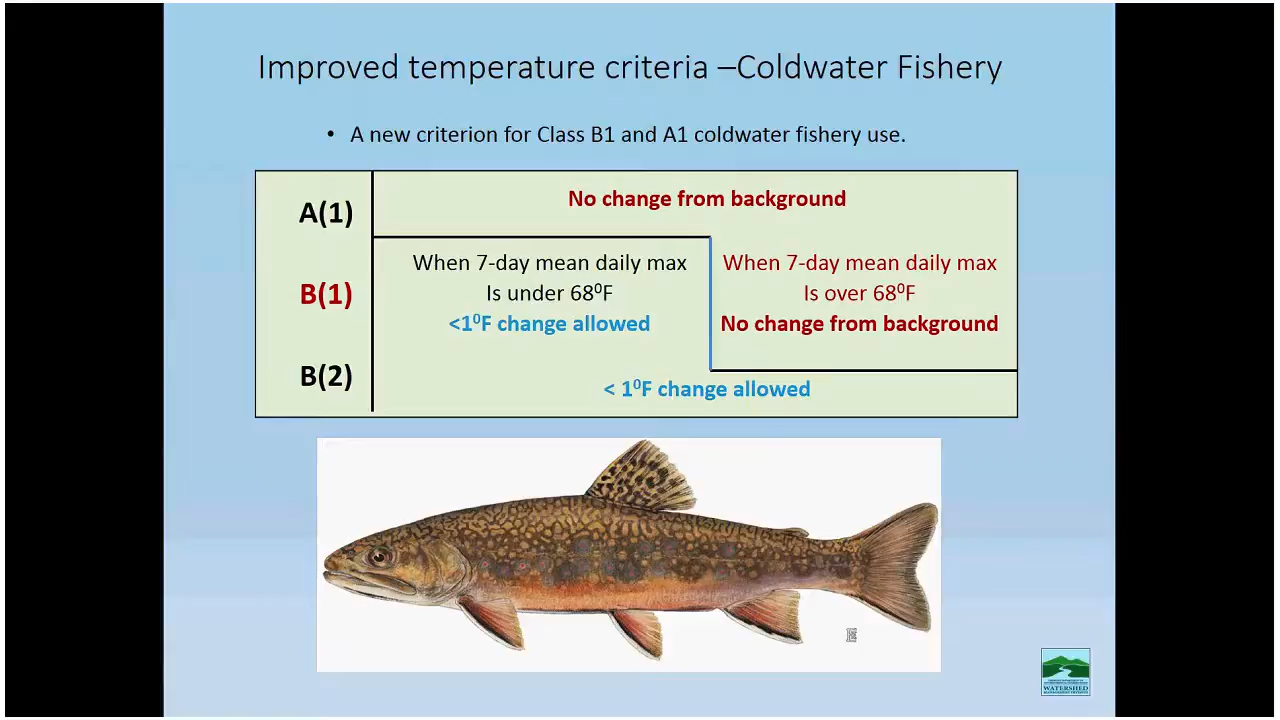 Improved temperature criteria –Coldwater Fishery
• A new criterion for Class B1 and A1 coldwater fishery use.
A(1)
No change from background
B(1)
When 7-day mean daily max
Is under 68⁰F
<1⁰F change allowed
When 7-day mean daily max
Is over 68⁰F
No change from background
B(2)
< 1⁰F change allowed
WATERSHED